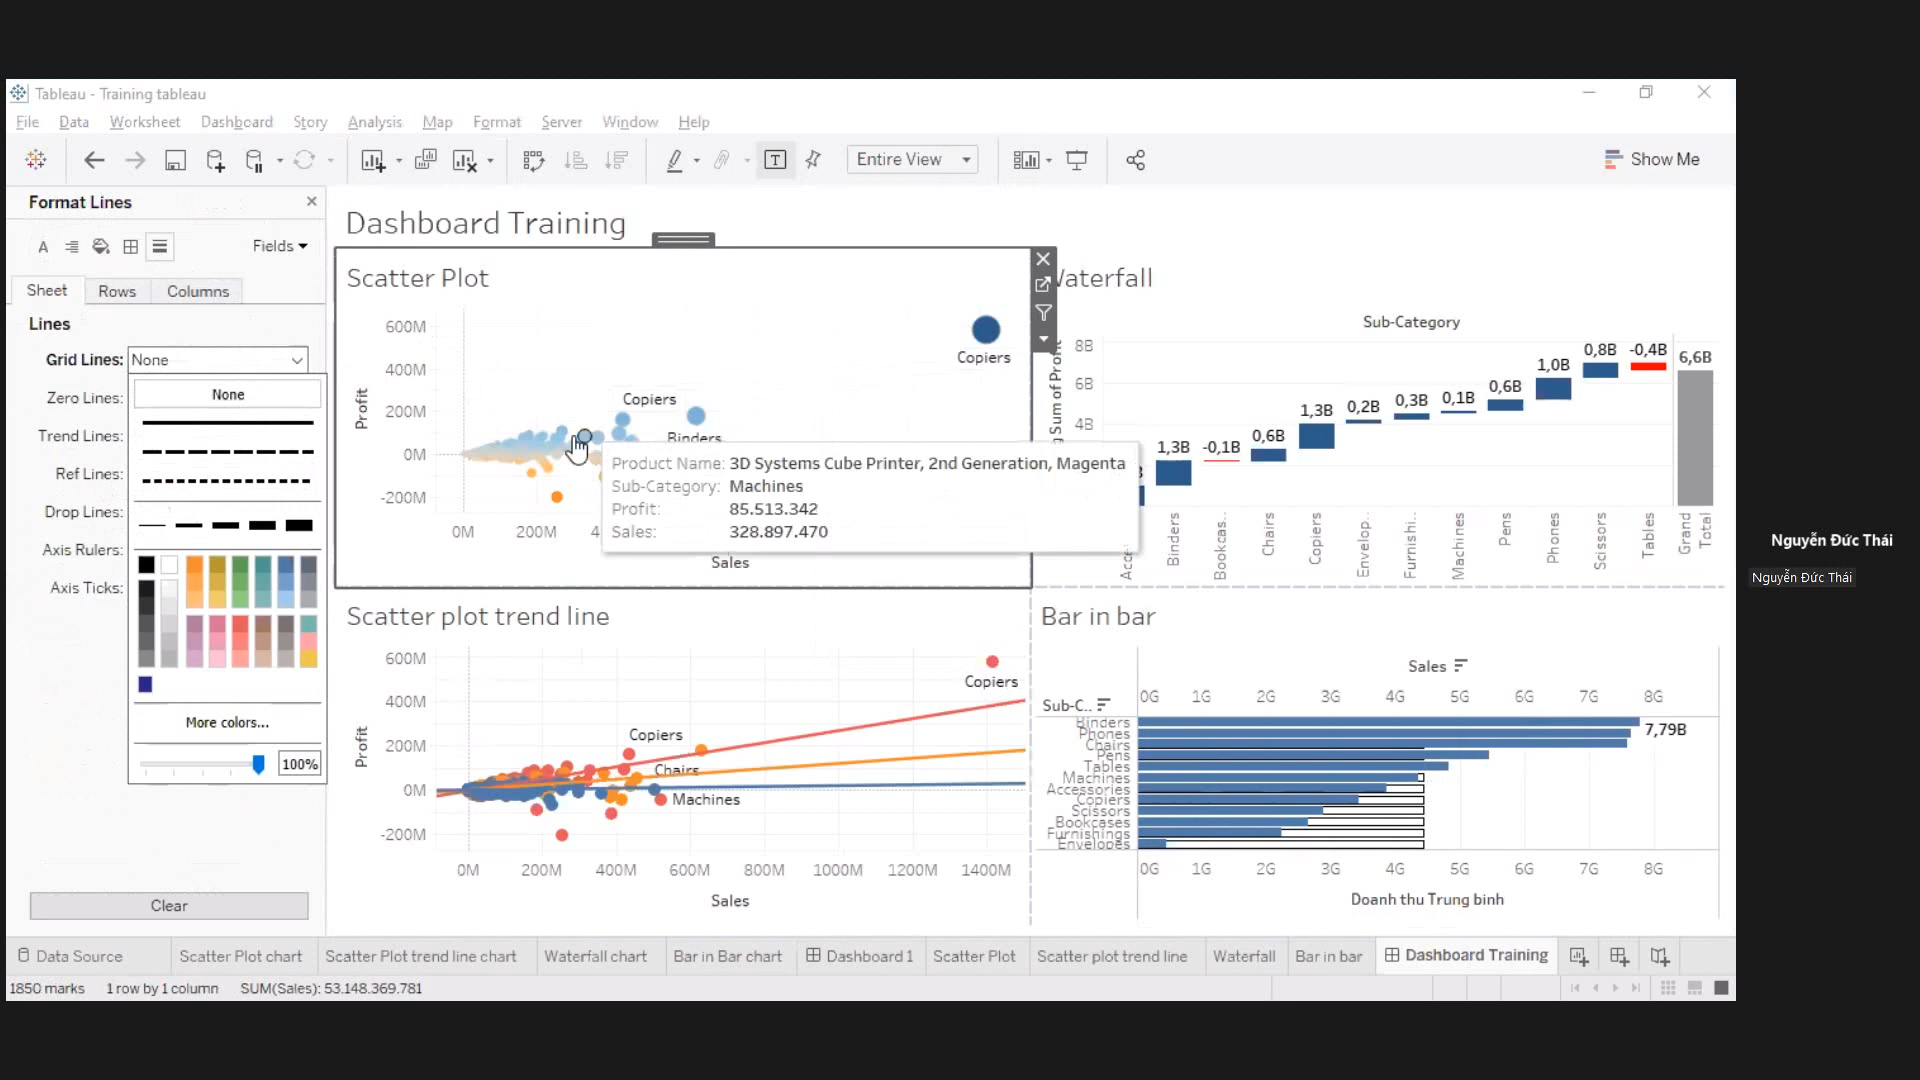 Tableau - Training tableau
File Data Worksheet Dashboard Story Analysis Map Format Server Window Help
Entire View
Show Me
Format Lines
Fields
Sheet Rows Columns
Lines
Grid Lines: None
Zero Lines:
Trend Lines:
Ref Lines:
Drop Lines:
Axis Rulers:
Axis Ticks:
None
More colors...
100%
Clear
Dashboard Training
Scatter Plot
600M
400M
200M
0M
-200M
Profit
Copiers
Copiers
Binders
0M 200M 4
Sales
Product Name: 3D Systems Cube Printer, 2nd Generation, Magenta
Sub-Category: Machines
Profit: 85.513.342
Sales: 328.897.470
Waterfall
Sub-Category
8B
6B
4B
g Sum of Profit
1,3B -0,1B 0,6B 1,3B 0,2B 0,3B 0,1B 0,6B 1,0B 0,8B -0,4B 6,6B
Acce Binders Bookcas.. Chairs Copiers Envelop.. Furnishi.. Machines Pens Phones Scissors Tables Grand Total
Scatter plot trend line
600M
400M
200M
0M
-200M
Profit
Copiers
Copiers
Chairs
Machines
0M 200M 400M 600M 800M 1000M 1200M 1400M
Sales
Bar in bar
Sales
0G 1G 2G 3G 4G 5G 6G 7G 8G
Sub-C..
Binders
Phones
Chairs
Pens
Tables
Machines
Accessories
Copiers
Scissors
Bookcases
Furnishings
Envelopes
7,79B
0G 1G 2G 3G 4G 5G 6G 7G 8G
Doanh thu Trung binh
Data Source Scatter Plot chart Scatter Plot trend line chart Waterfall chart Bar in Bar chart Dashboard 1 Scatter Plot Scatter plot trend line Waterfall Bar in bar Dashboard Training
1850 marks 1 row by 1 column SUM(Sales): 53.148.369.781
Nguyễn Đức Thái
Nguyễn Đức Thái